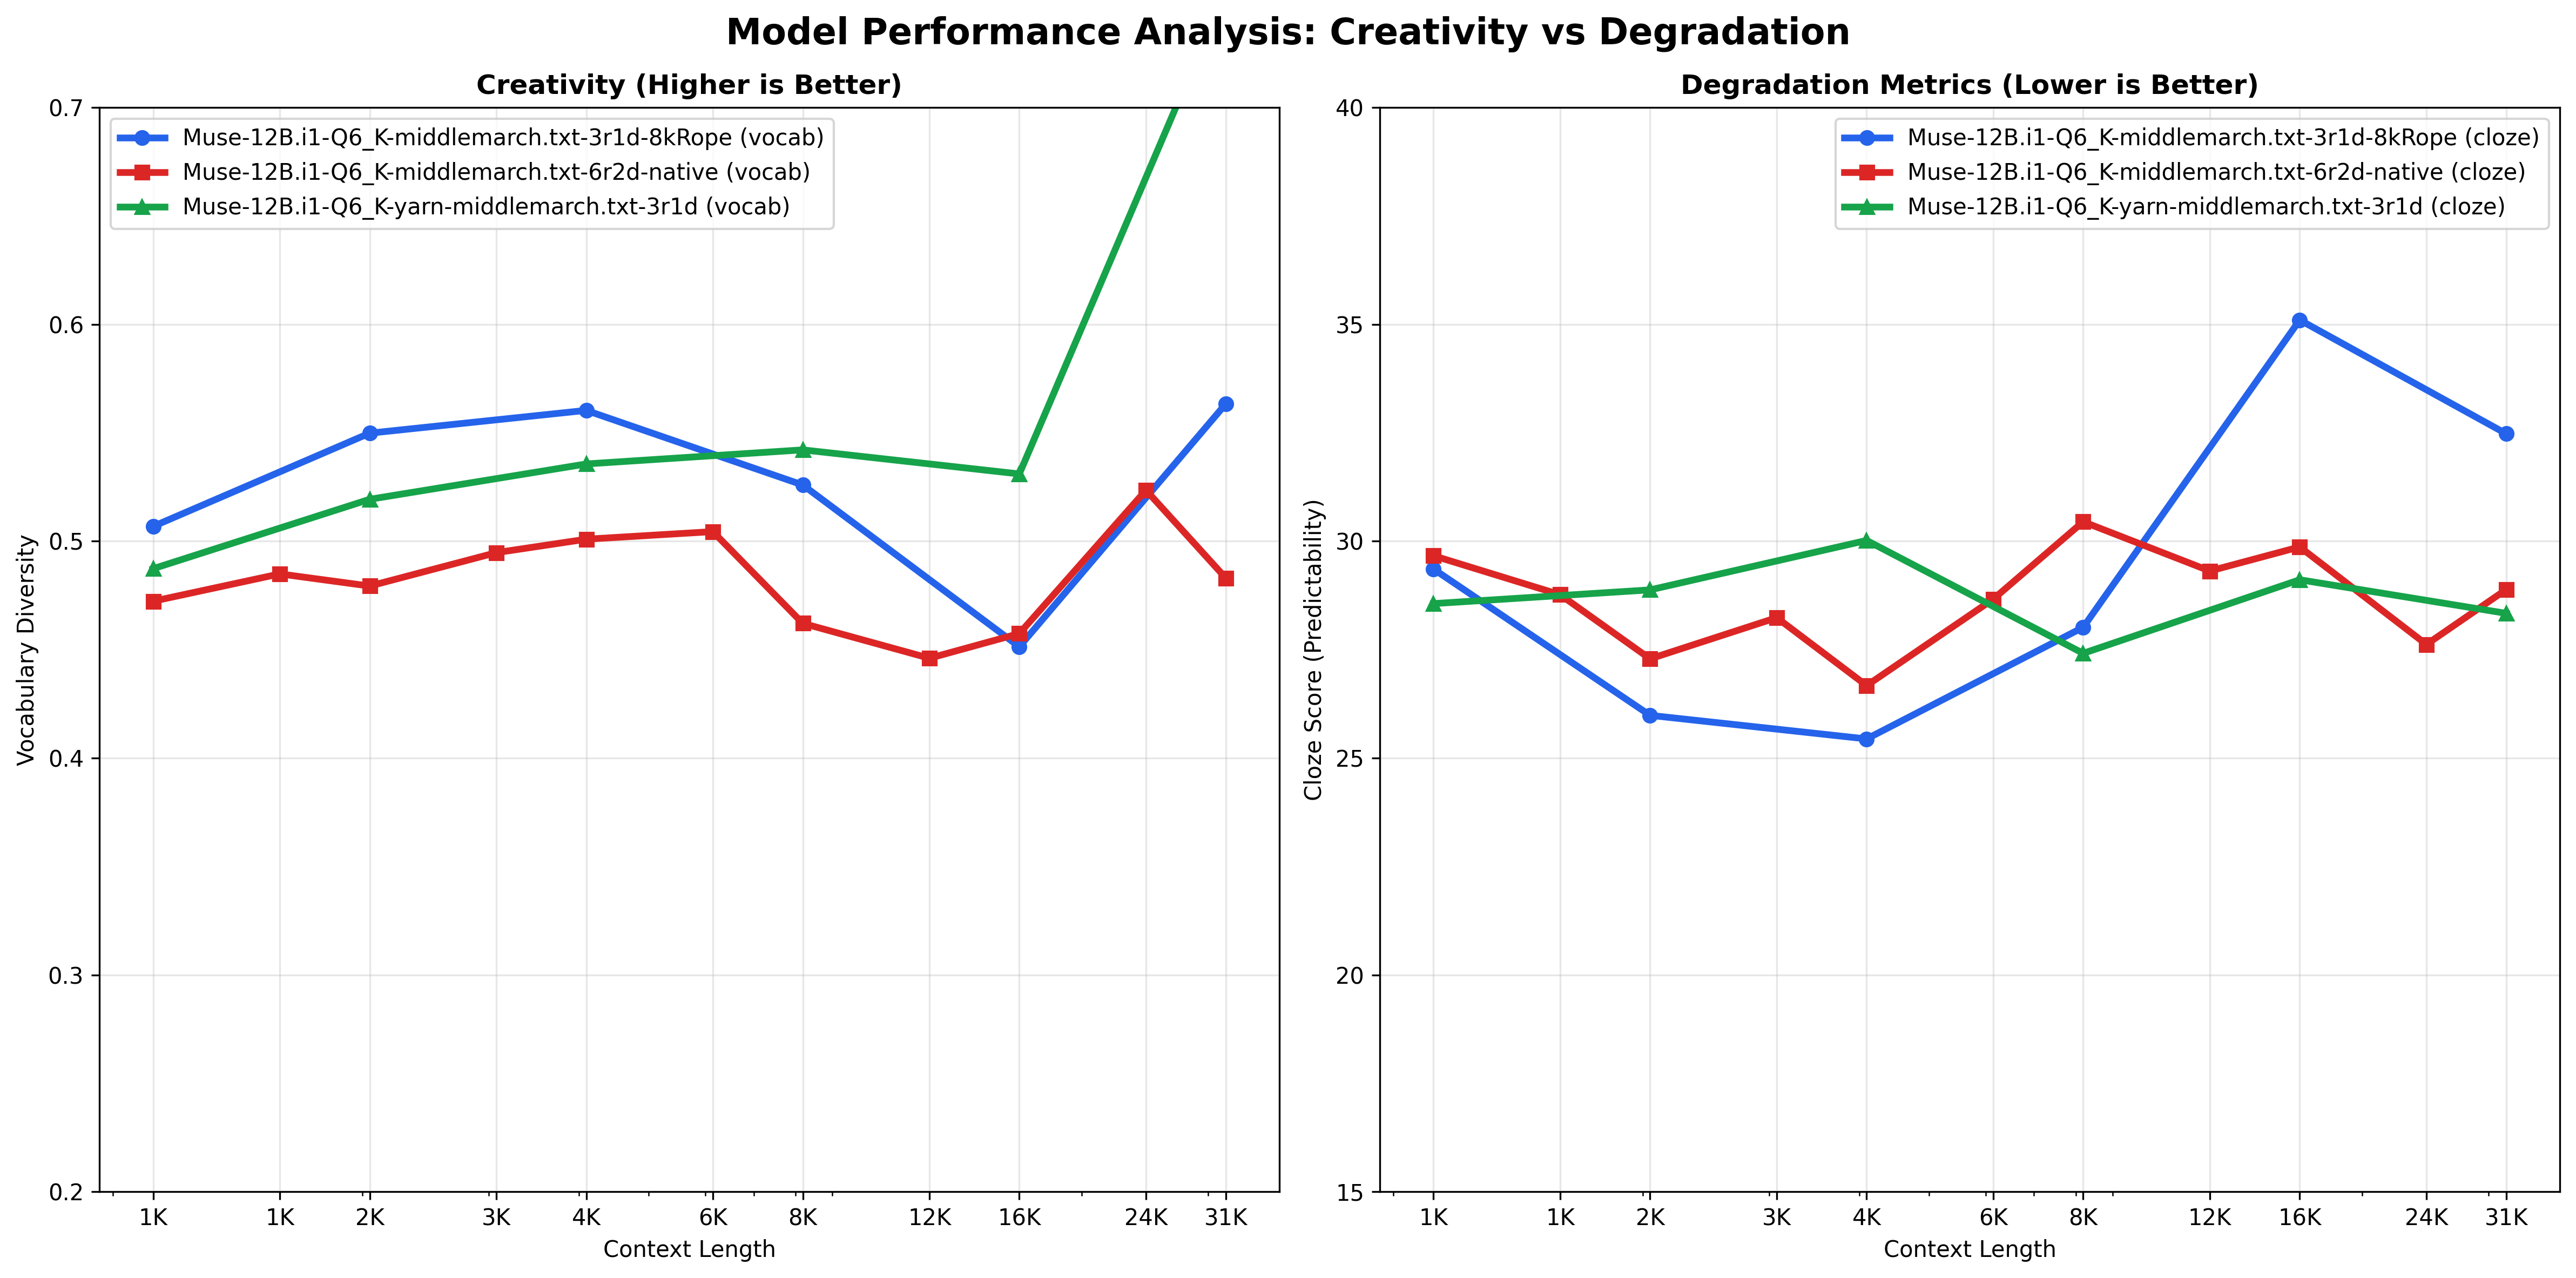 Model Performance Analysis: Creativity vs Degradation
Creativity (Higher is Better)
Muse-12B.i1-Q6_K-middlemarch.txt-3r1d-8kRope (vocab)
Muse-12B.i1-Q6_K-middlemarch.txt-6r2d-native (vocab)
Muse-12B.i1-Q6_K-yarn-middlemarch.txt-3r1d (vocab)
0.7
0.6
0.5
0.4
0.3
0.2
Vocabulary Diversity
1K 1K 2K 3K 4K 6K 8K 12K 16K 24K 31K
Context Length
Degradation Metrics (Lower is Better)
Muse-12B.i1-Q6_K-middlemarch.txt-3r1d-8kRope (cloze)
Muse-12B.i1-Q6_K-middlemarch.txt-6r2d-native (cloze)
Muse-12B.i1-Q6_K-yarn-middlemarch.txt-3r1d (cloze)
40
35
30
25
20
15
Cloze Score (Predictability)
1K 1K 2K 3K 4K 6K 8K 12K 16K 24K 31K
Context Length